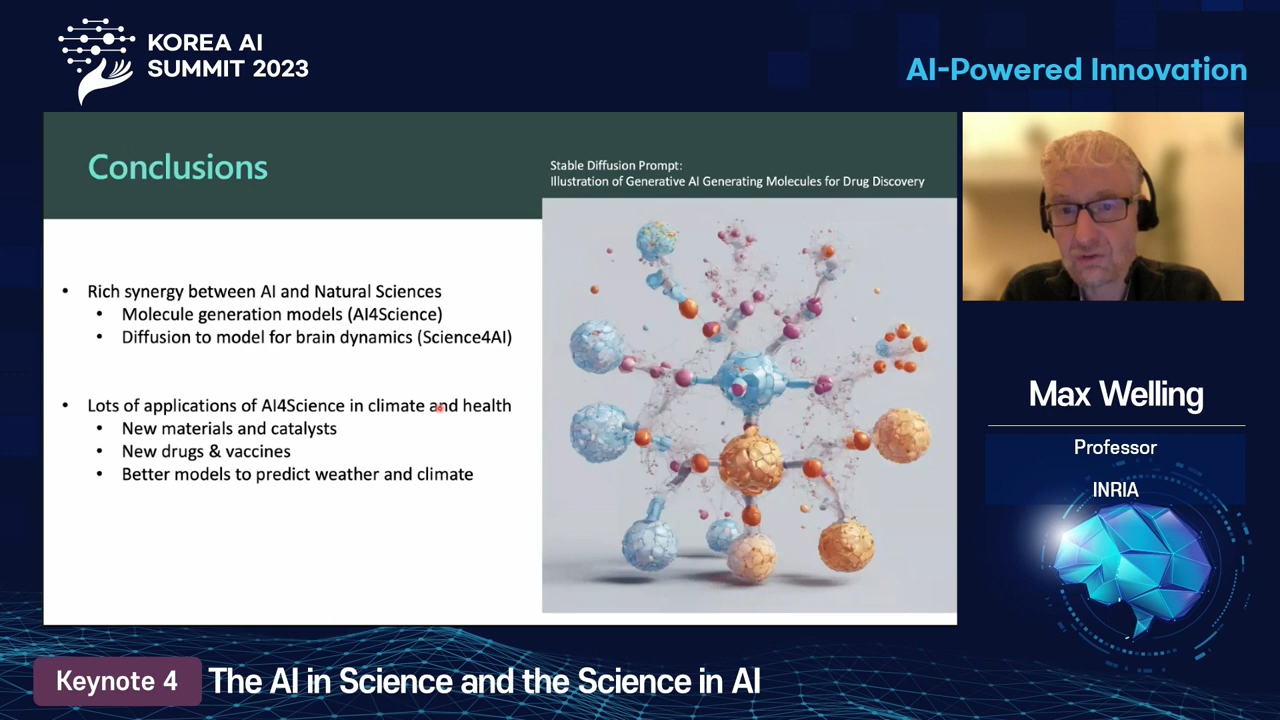 KOREA AI
SUMMIT 2023
AI-Powered Innovation
Conclusions
Stable Diffusion Prompt:
Illustration of Generative AI Generating Molecules for Drug Discovery
• Rich synergy between AI and Natural Sciences
• Molecule generation models (AI4Science)
• Diffusion to model for brain dynamics (Science4AI)
• Lots of applications of AI4Science in climate and health
• New materials and catalysts
• New drugs & vaccines
• Better models to predict weather and climate
Max Welling
Professor
INRIA
Keynote 4
The AI in Science and the Science in AI